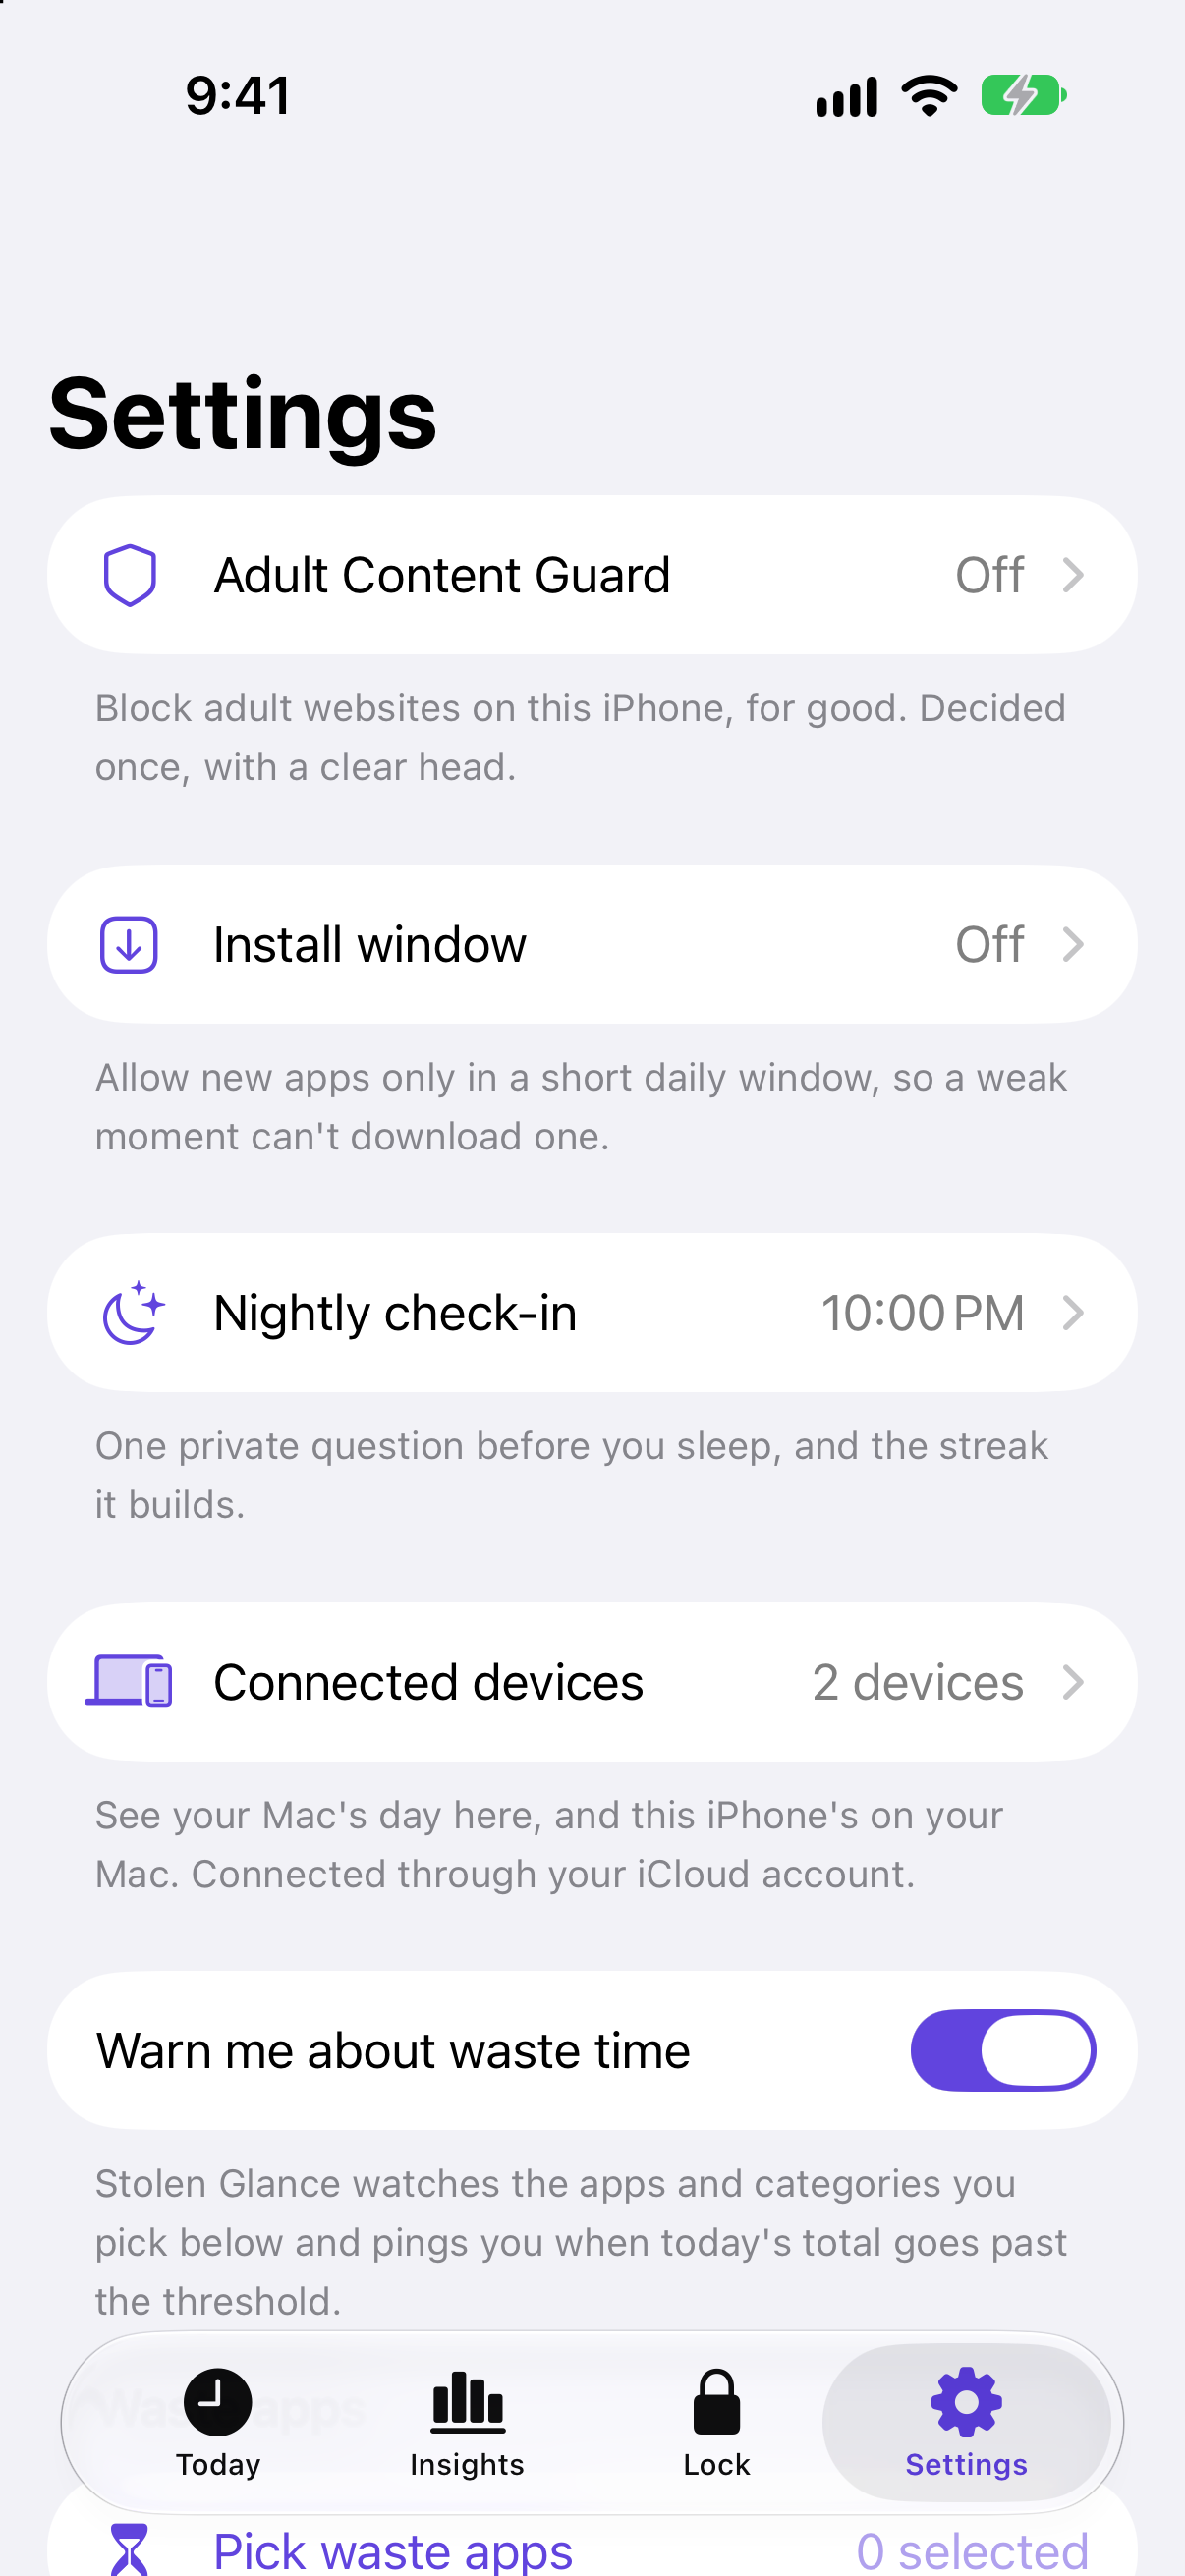 9:41
Settings
Adult Content Guard Off
Block adult websites on this iPhone, for good. Decided
once, with a clear head.
Install window Off
Allow new apps only in a short daily window, so a weak
moment can't download one.
Nightly check-in 10:00 PM
One private question before you sleep, and the streak
it builds.
Connected devices 2 devices
See your Mac's day here, and this iPhone's on your
Mac. Connected through your iCloud account.
Warn me about waste time
Stolen Glance watches the apps and categories you
pick below and pings you when today's total goes past
the threshold.
Waste apps
Today Insights Lock Settings
Pick waste apps 0 selected